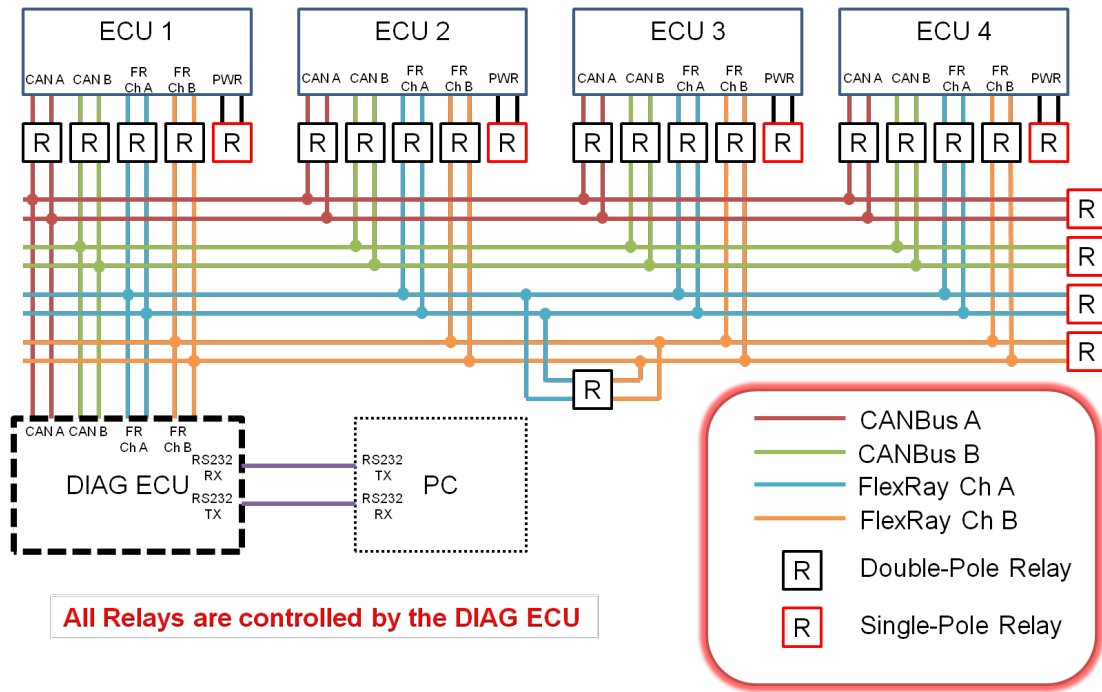 ECU 1
ECU 2
ECU 3
ECU 4
CAN A CAN B FR Ch A FR Ch B PWR
CAN A CAN B FR Ch A FR Ch B PWR
CAN A CAN B FR Ch A FR Ch B PWR
CAN A CAN B FR Ch A FR Ch B PWR
R R R R R
R R R R R
R R R R R
R R R R R
R
R
R
R
R
CAN A CAN B FR Ch A FR Ch B
DIAG ECU
RS232 RX
RS232 TX
RS232 TX
RS232 RX
PC
All Relays are controlled by the DIAG ECU
CANBus A
CANBus B
FlexRay Ch A
FlexRay Ch B
R Double-Pole Relay
R Single-Pole Relay